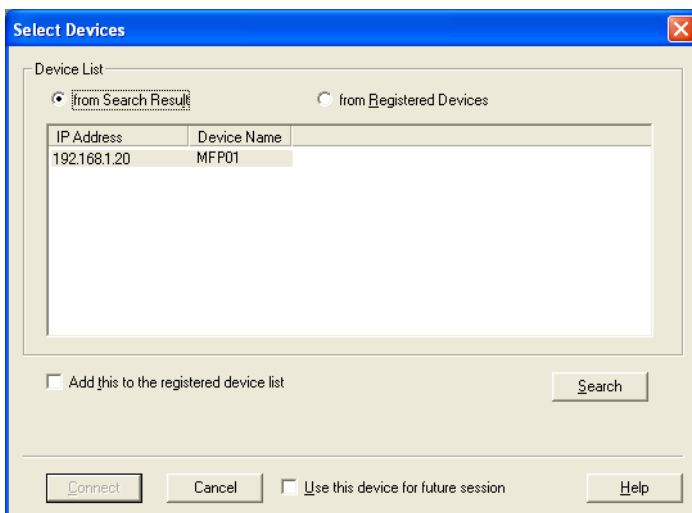 Select Devices
Device List
from Search Result from Registered Devices
IP Address Device Name
192.168.1.20 MFP01
Add this to the registered device list Search
Connect Cancel Use this device for future session Help